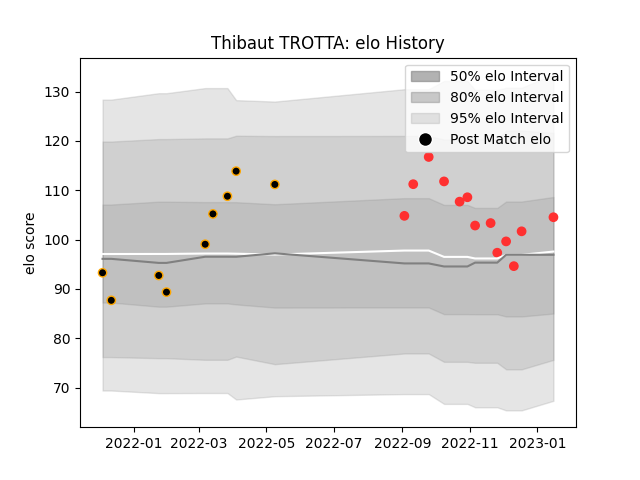 Thibaut TROTTA: elo History
50% elo Interval
80% elo Interval
95% elo Interval
Post Match elo
elo score
130
120
110
100
90
80
70
2022-01
2022-03
2022-05
2022-07
2022-09
2022-11
2023-01